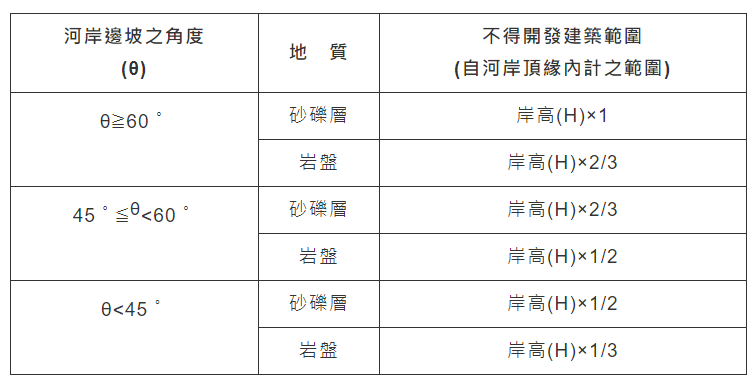 河岸邊坡之角度
(θ)
地　質
不得開發建築範圍
(自河岸頂緣內計之範圍)
θ≧60 ﾟ
砂礫層
岸高(H)×1
岩盤
岸高(H)×2/3
45 ﾟ ≦θ<60 ﾟ
砂礫層
岸高(H)×2/3
岩盤
岸高(H)×1/2
θ<45 ﾟ
砂礫層
岸高(H)×1/2
岩盤
岸高(H)×1/3